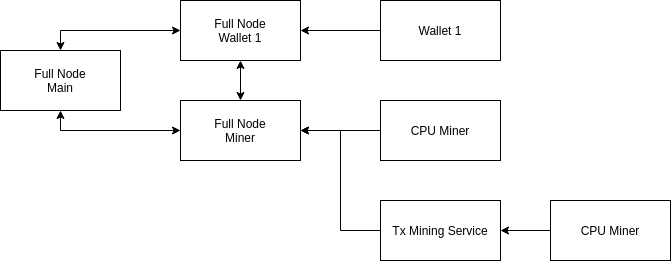 Full Node
Wallet 1
Wallet 1
Full Node
Main
Full Node
Miner
CPU Miner
Tx Mining Service
CPU Miner